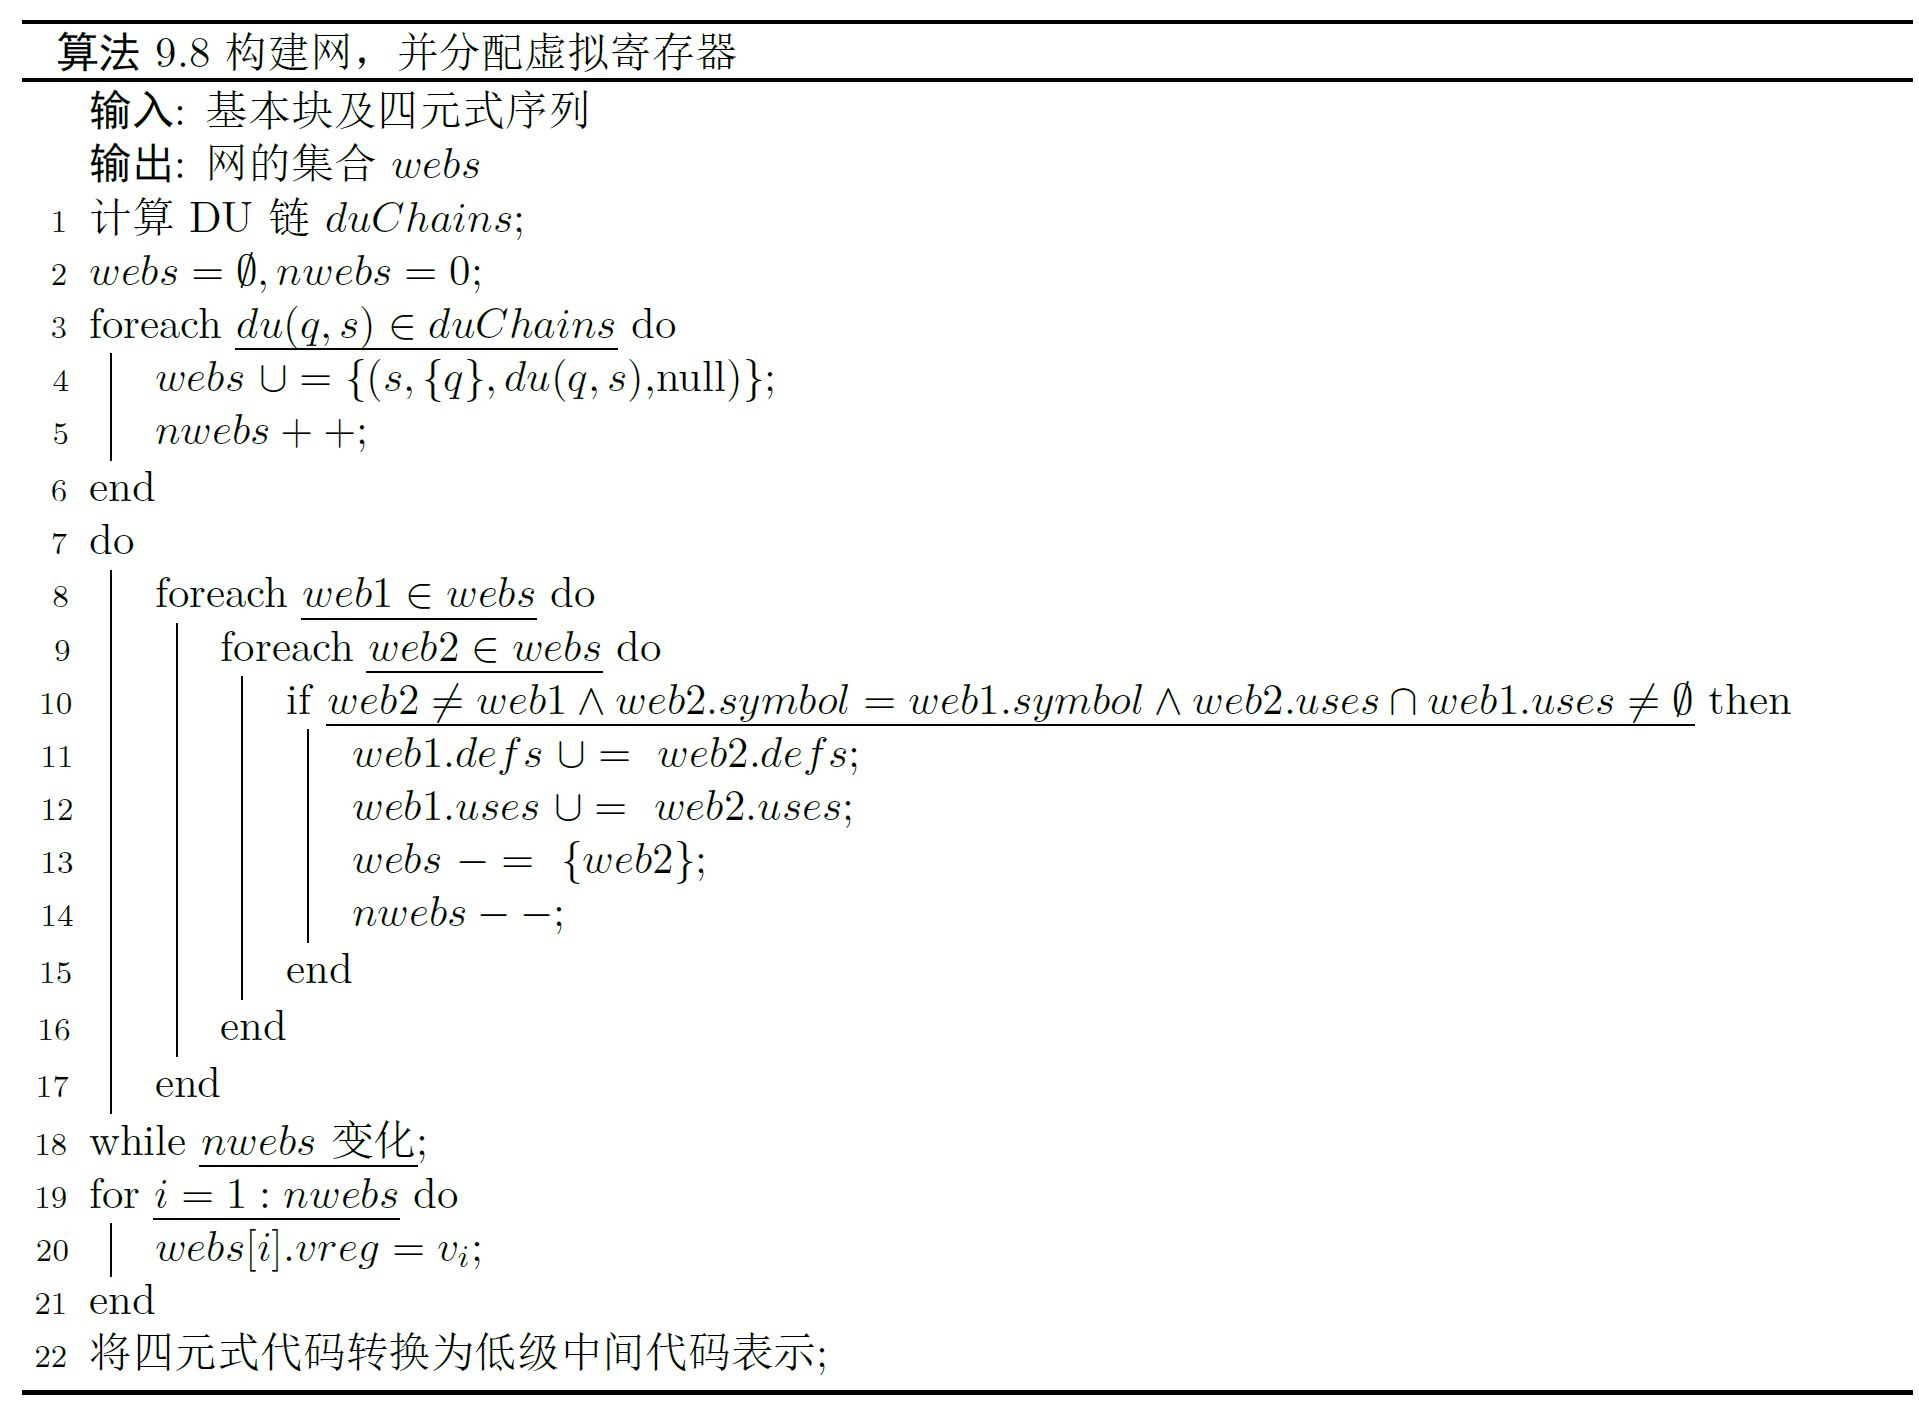 算法 9.8 构建网，并分配虚拟寄存器
输入: 基本块及四元式序列
输出: 网的集合 webs
1 计算 DU 链 duChains;
2 webs = ∅, nwebs = 0;
3 foreach du(q, s) ∈ duChains do
4 webs ∪ = {(s, {q}, du(q, s),null)};
5 nwebs + +;
6 end
7 do
8 foreach web1 ∈ webs do
9 foreach web2 ∈ webs do
10 if web2 ≠ web1 ∧ web2.symbol = web1.symbol ∧ web2.uses ∩ web1.uses ≠ ∅ then
11 web1.defs ∪ = web2.defs;
12 web1.uses ∪ = web2.uses;
13 webs − = {web2};
14 nwebs − −;
15 end
16 end
17 end
18 while nwebs 变化;
19 for i = 1 : nwebs do
20 webs[i].vreg = vᵢ;
21 end
22 将四元式代码转换为低级中间代码表示;